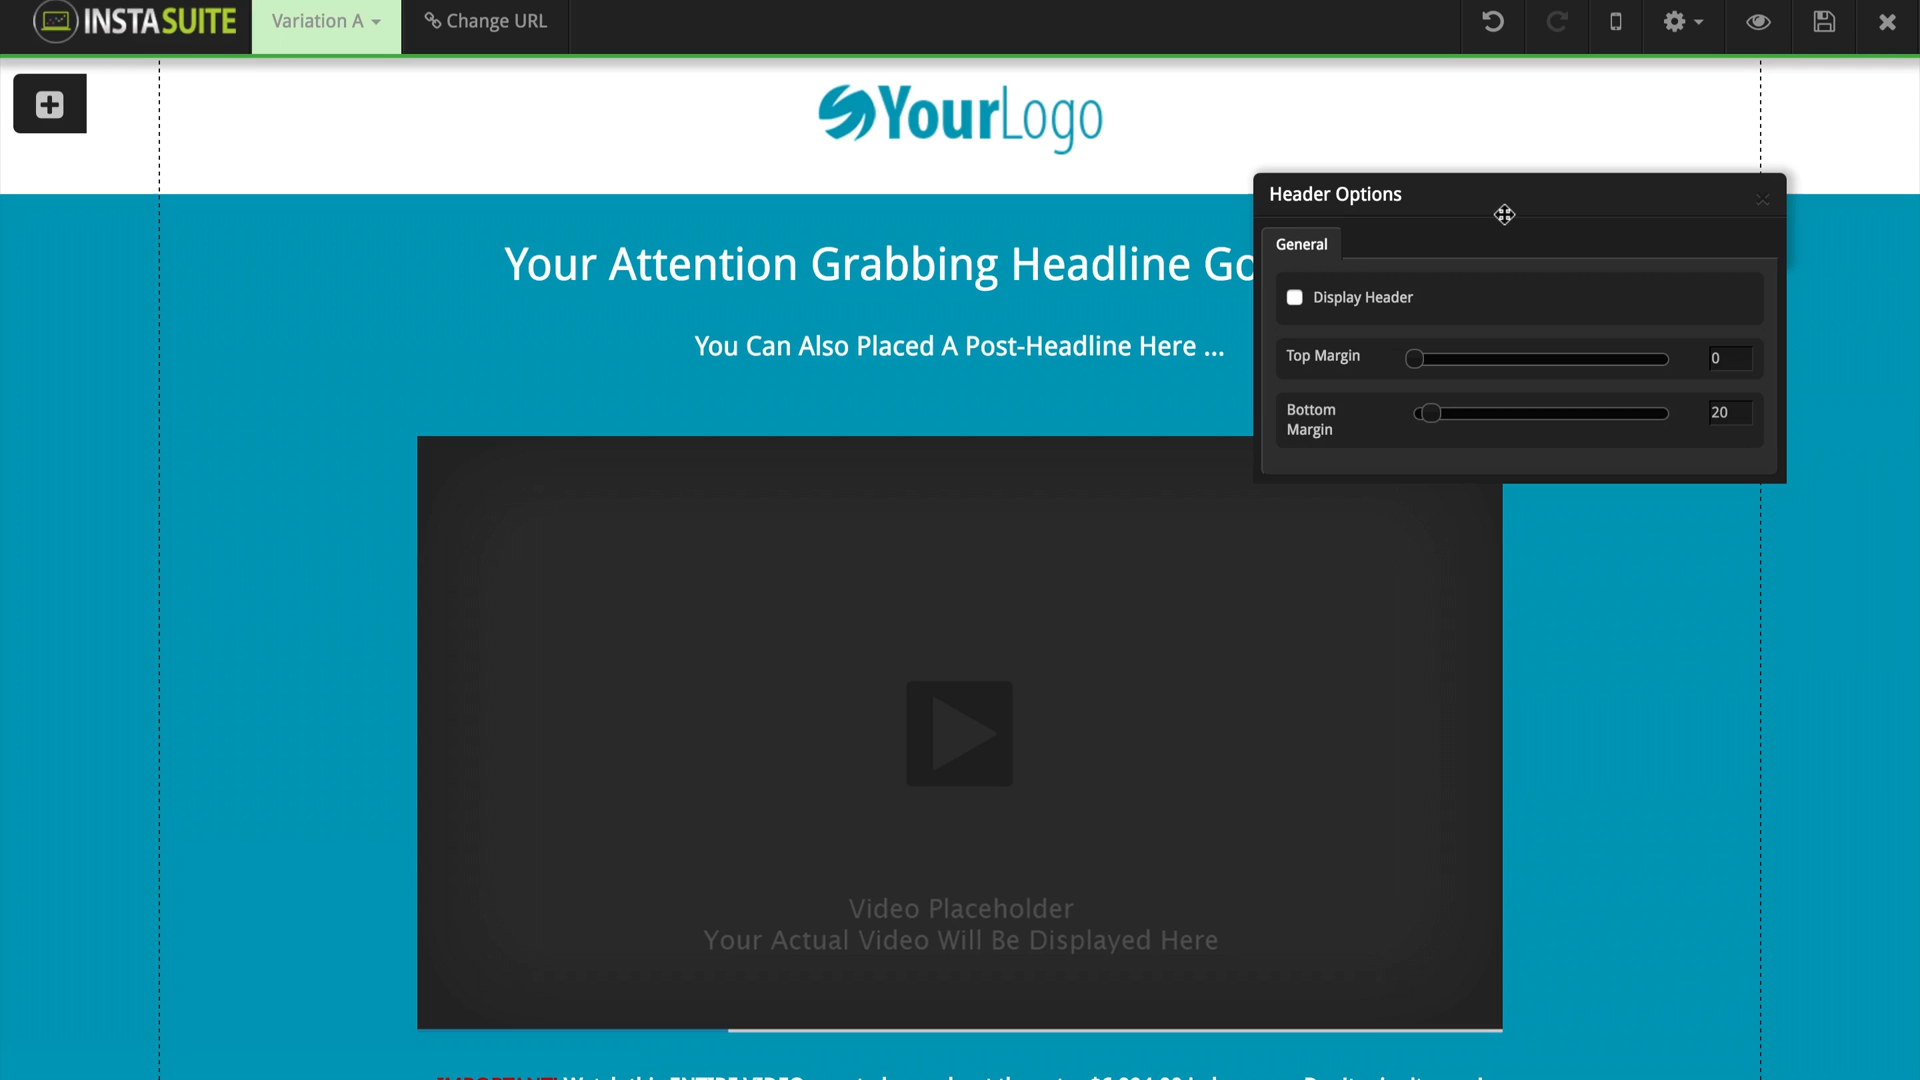 INSTASUITE
Variation A
Change URL
YourLogo
Header Options
General
Display Header
Top Margin
0
Bottom
Margin
20
Your Attention Grabbing Headline Go
You Can Also Placed A Post-Headline Here ...
Video Placeholder
Your Actual Video Will Be Displayed Here